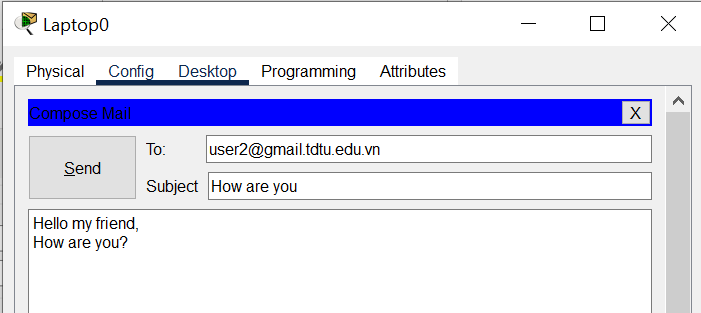 Laptop0
Physical Config Desktop Programming Attributes
Compose Mail X
Send
To: user2@gmail.tdtu.edu.vn
Subject How are you
Hello my friend,
How are you?